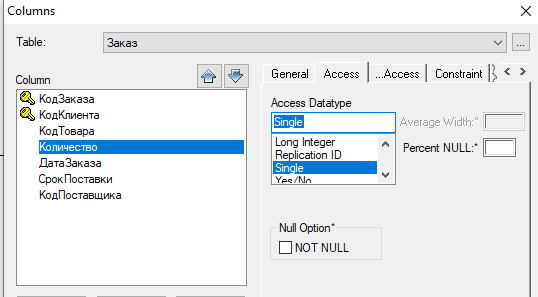 Columns
Table:
Заказ
...
Column
КодЗаказа
КодКлиента
КодТовара
Количество
ДатаЗаказа
СрокПоставки
КодПоставщика
General
Access
...Access
Constraint
Access Datatype
Single
Average Width:*
Long Integer
Replication ID
Single
Yes/No
Percent NULL:*
Null Option*
NOT NULL